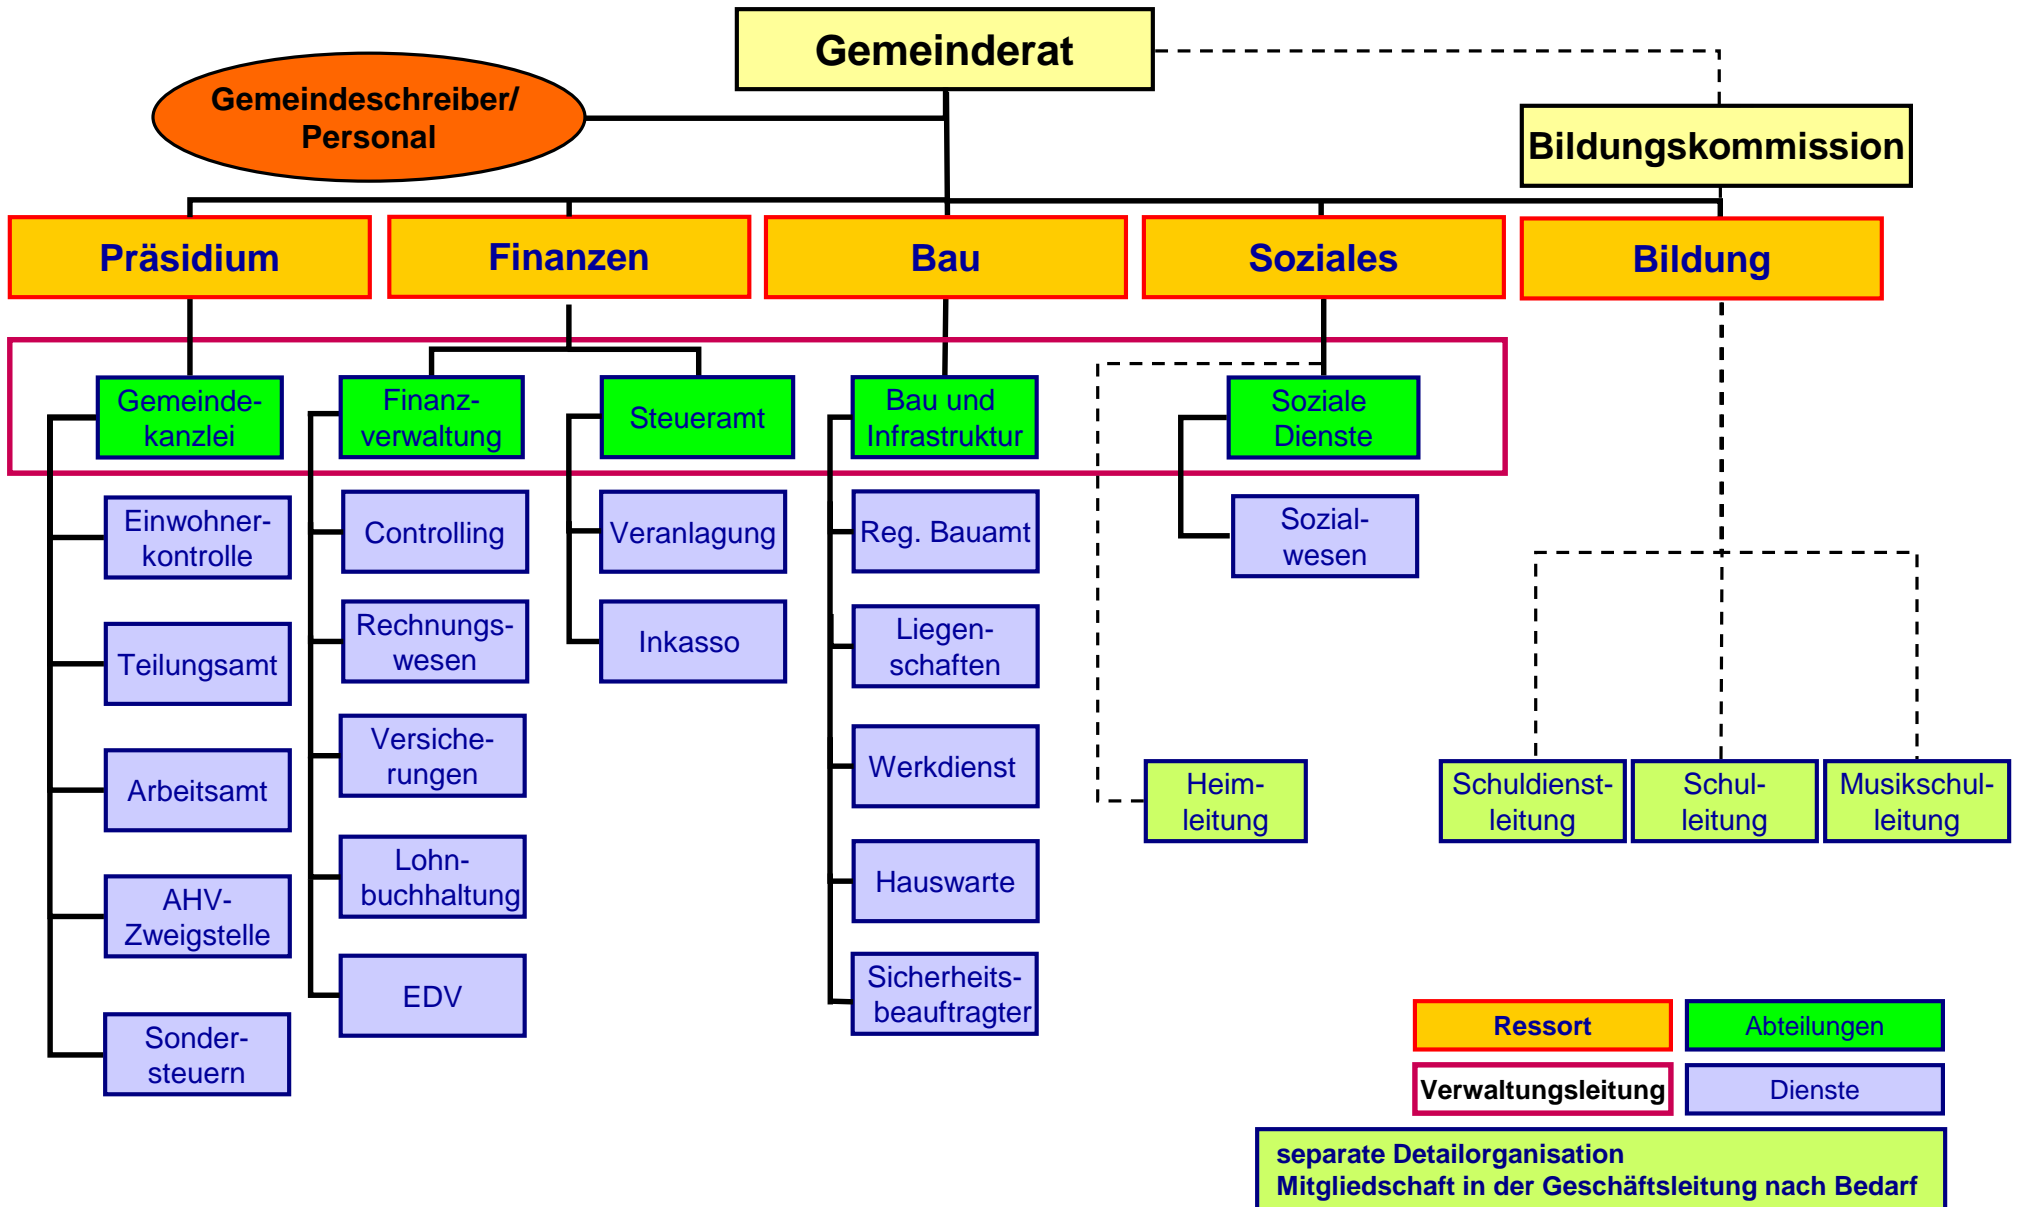 Gemeinderat
Gemeindeschreiber/
Personal
Bildungskommission
Präsidium
Finanzen
Bau
Soziales
Bildung
Gemeinde-
kanzlei
Finanz-
verwaltung
Steueramt
Bau und
Infrastruktur
Soziale
Dienste
Einwohner-
kontrolle
Teilungsamt
Arbeitsamt
AHV-
Zweigstelle
Sonder-
steuern
Controlling
Rechnungs-
wesen
Versiche-
rungen
Lohn-
buchhaltung
EDV
Veranlagung
Inkasso
Reg. Bauamt
Liegen-
schaften
Werkdienst
Hauswarte
Sicherheits-
beauftragter
Sozial-
wesen
Heim-
leitung
Schuldienst-
leitung
Schul-
leitung
Musikschul-
leitung
Ressort
Abteilungen
Verwaltungsleitung
Dienste
separate Detailorganisation
Mitgliedschaft in der Geschäftsleitung nach Bedarf